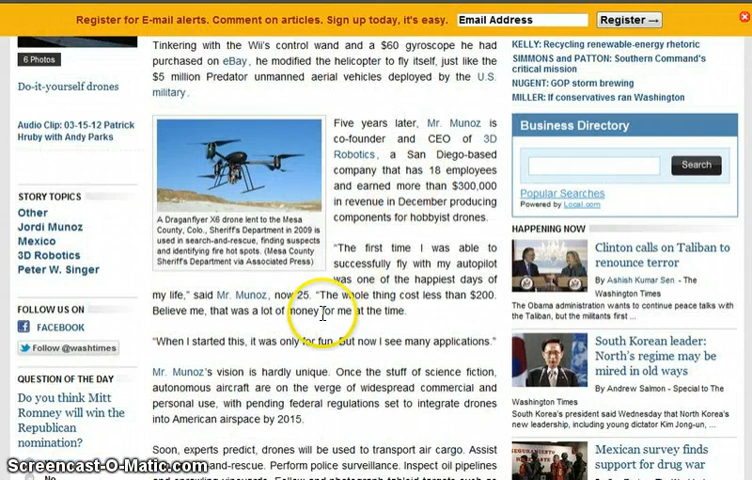 Register for E-mail alerts. Comment on articles. Sign up today, it's easy.
Email Address
Register →
6 Photos
Do-it-yourself drones
Audio Clip: 03-15-12 Patrick
Hruby with Andy Parks
STORY TOPICS
Other
Jordi Munoz
Mexico
3D Robotics
Peter W. Singer
FOLLOW US ON
FACEBOOK
Follow @washtimes
QUESTION OF THE DAY
Do you think Mitt
Romney will win the
Republican
nomination?
No
Tinkering with the Wii's control wand and a $60 gyroscope he had
purchased on eBay, he modified the helicopter to fly itself, just like the
$5 million Predator unmanned aerial vehicles deployed by the U.S.
military.
A Draganflyer X6 drone lent to the Mesa
County, Colo., Sheriff's Department in 2009 is
used in search-and-rescue, finding suspects
and identifying fire hot spots. (Mesa County
Sheriff's Department via Associated Press)
Five years later, Mr. Munoz is
co-founder and CEO of 3D
Robotics, a San Diego-based
company that has 18 employees
and earned more than $300,000
in revenue in December producing
components for hobbyist drones.
"The first time I was able to
successfully fly with my autopilot
was one of the happiest days of
my life," said Mr. Munoz, now 25. "The whole thing cost less than $200.
Believe me, that was a lot of money for me at the time.
"When I started this, it was only for fun. But now I see many applications."
Mr. Munoz's vision is hardly unique. Once the stuff of science fiction,
autonomous aircraft are on the verge of widespread commercial and
personal use, with pending federal regulations set to integrate drones
into American airspace by 2015.
Soon, experts predict, drones will be used to transport air cargo. Assist
and-rescue. Perform police surveillance. Inspect oil pipelines
KELLY: Recycling renewable-energy rhetoric
SIMMONS and PATTON: Southern Command's
critical mission
NUGENT: GOP storm brewing
MILLER: If conservatives ran Washington
Business Directory
Search
Popular Searches
Powered by Local.com
HAPPENING NOW
Clinton calls on Taliban to
renounce terror
By Ashish Kumar Sen - The
Washington Times
The Obama administration wants to continue peace talks with
the Taliban, but the militants first ...
South Korean leader:
North's regime may be
mired in old ways
By Andrew Salmon - Special to The
Washington Times
South Korea's president said Wednesday that North Korea's
new leadership, including young dictator Kim Jong-un, ...
Mexican survey finds
support for drug war
Screencast-O-Matic.com